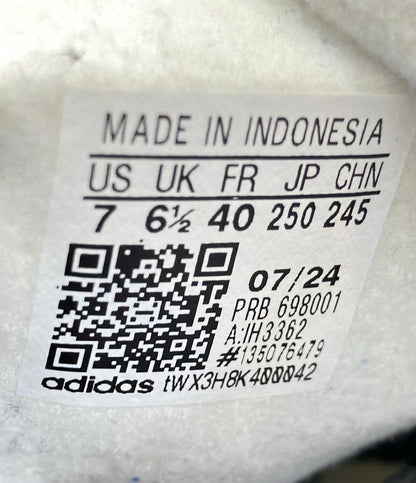 MADE IN INDONESIA
US UK FR JP CHN
7 6½ 40 250 245
07/24
PRB 698001
A:IH3362
#135076479
adidas tWX3H8K400042